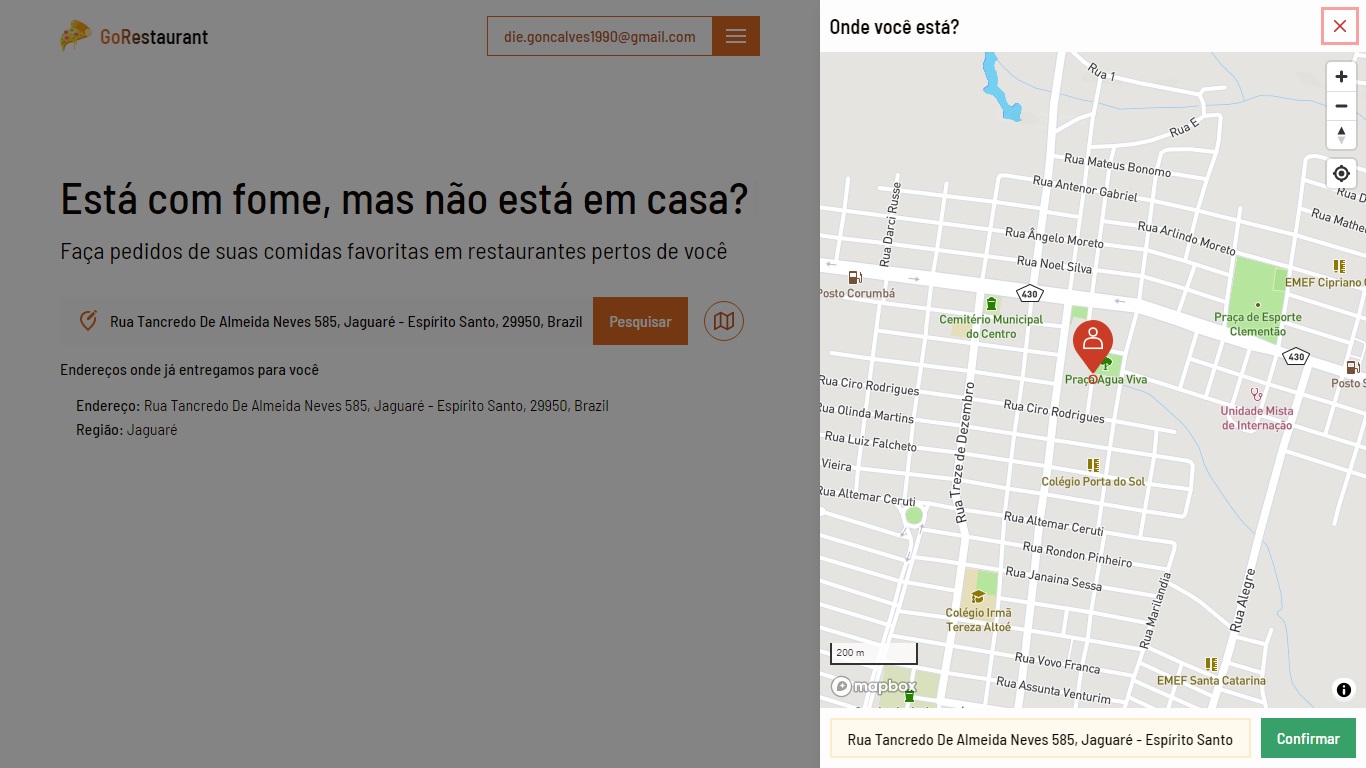 GoRestaurant
die.goncalves1990@gmail.com
Está com fome, mas não está em casa?
Faça pedidos de suas comidas favoritas em restaurantes pertos de você
Rua Tancredo De Almeida Neves 585, Jaguaré - Espírito Santo, 29950, Brazil
Pesquisar
Endereços onde já entregamos para você
Endereço: Rua Tancredo De Almeida Neves 585, Jaguaré - Espírito Santo, 29950, Brazil
Região: Jaguaré
Onde você está?
Rua 1
Rua E
Rua Mateus Bonomo
Rua Antenor Gabriel
Rua D
Rua Mathe
Rua Darci Russe
Rua Ângelo Moreto
Rua Arlindo Moreto
Rua Noel Silva
EMEF Cipriano C
Posto Corumbá
430
Cemitério Municipal
do Centro
Praça de Esporte
Clementão
430
Praça Agua Viva
Posto S
Rua Ciro Rodrigues
Rua Ciro Rodrigues
Rua Olinda Martins
Unidade Mista
de Internação
Rua Luiz Falcheto
Rua Treze de Dezembro
Vieira
Colégio Porta do Sol
Rua Altemar Ceruti
Rua Altemar Ceruti
Rua Rondon Pinheiro
Rua Janaina Sessa
Colégio Irmã
Tereza Altoé
Rua Marilandia
Rua Alegre
200 m
Rua Vovo Franca
EMEF Santa Catarina
mapbox
Rua Assunta Venturim
Rua Tancredo De Almeida Neves 585, Jaguaré - Espírito Santo
Confirmar